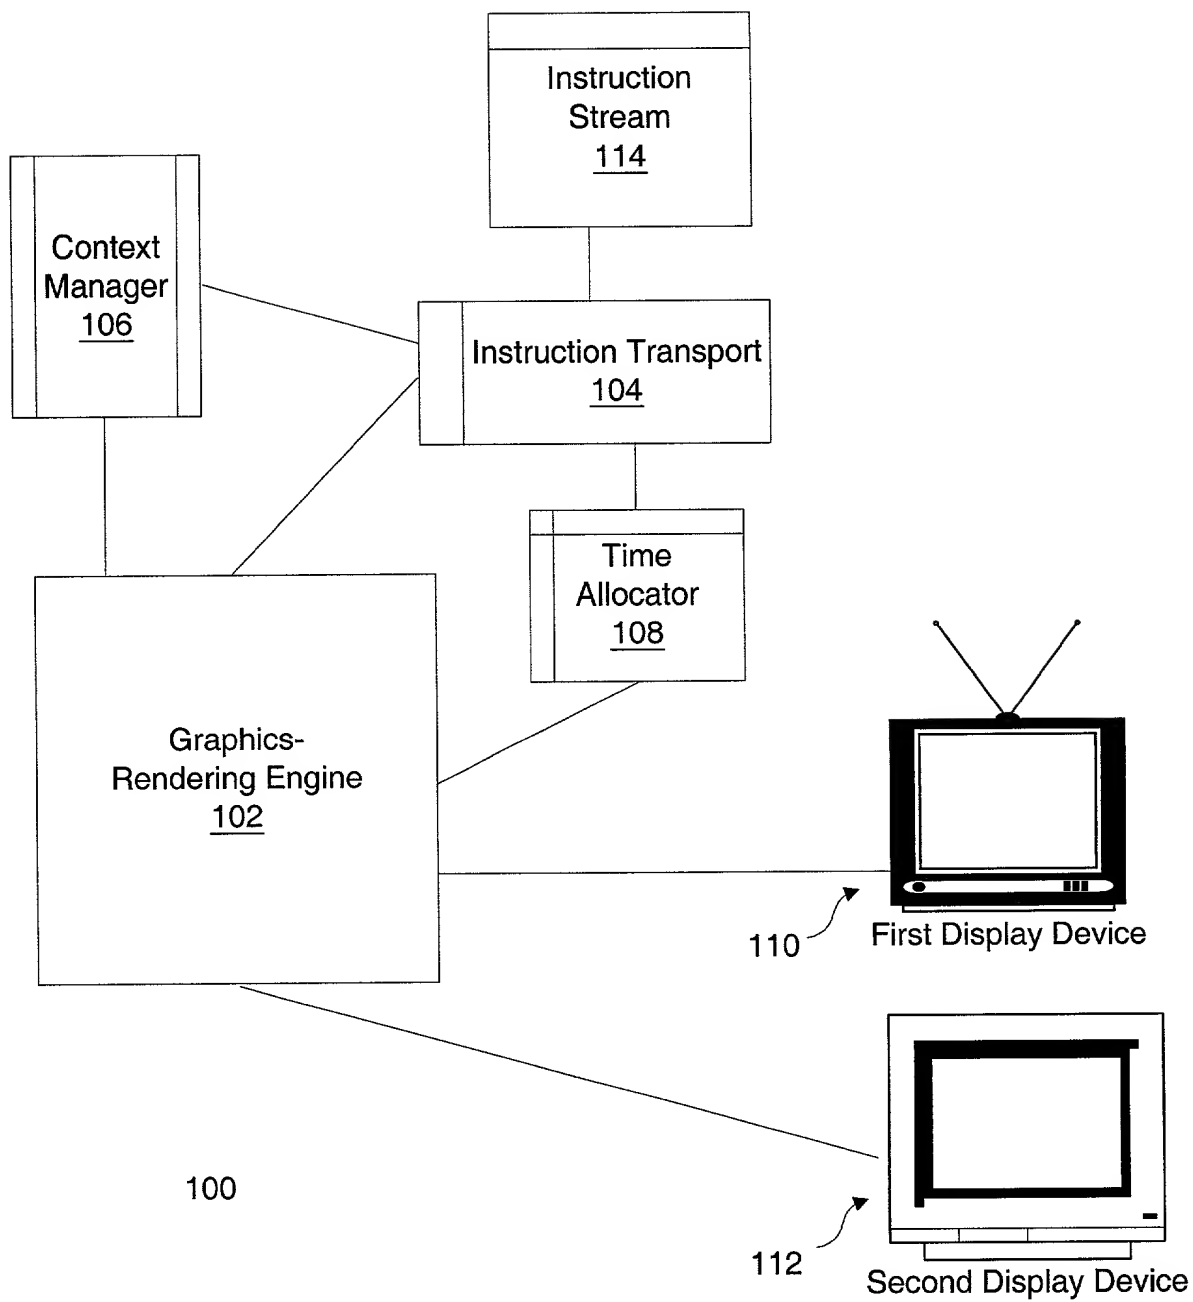 Instruction
Stream
114
Context
Manager
106
Instruction Transport
104
Time
Allocator
108
Graphics-
Rendering Engine
102
110
First Display Device
100
112
Second Display Device